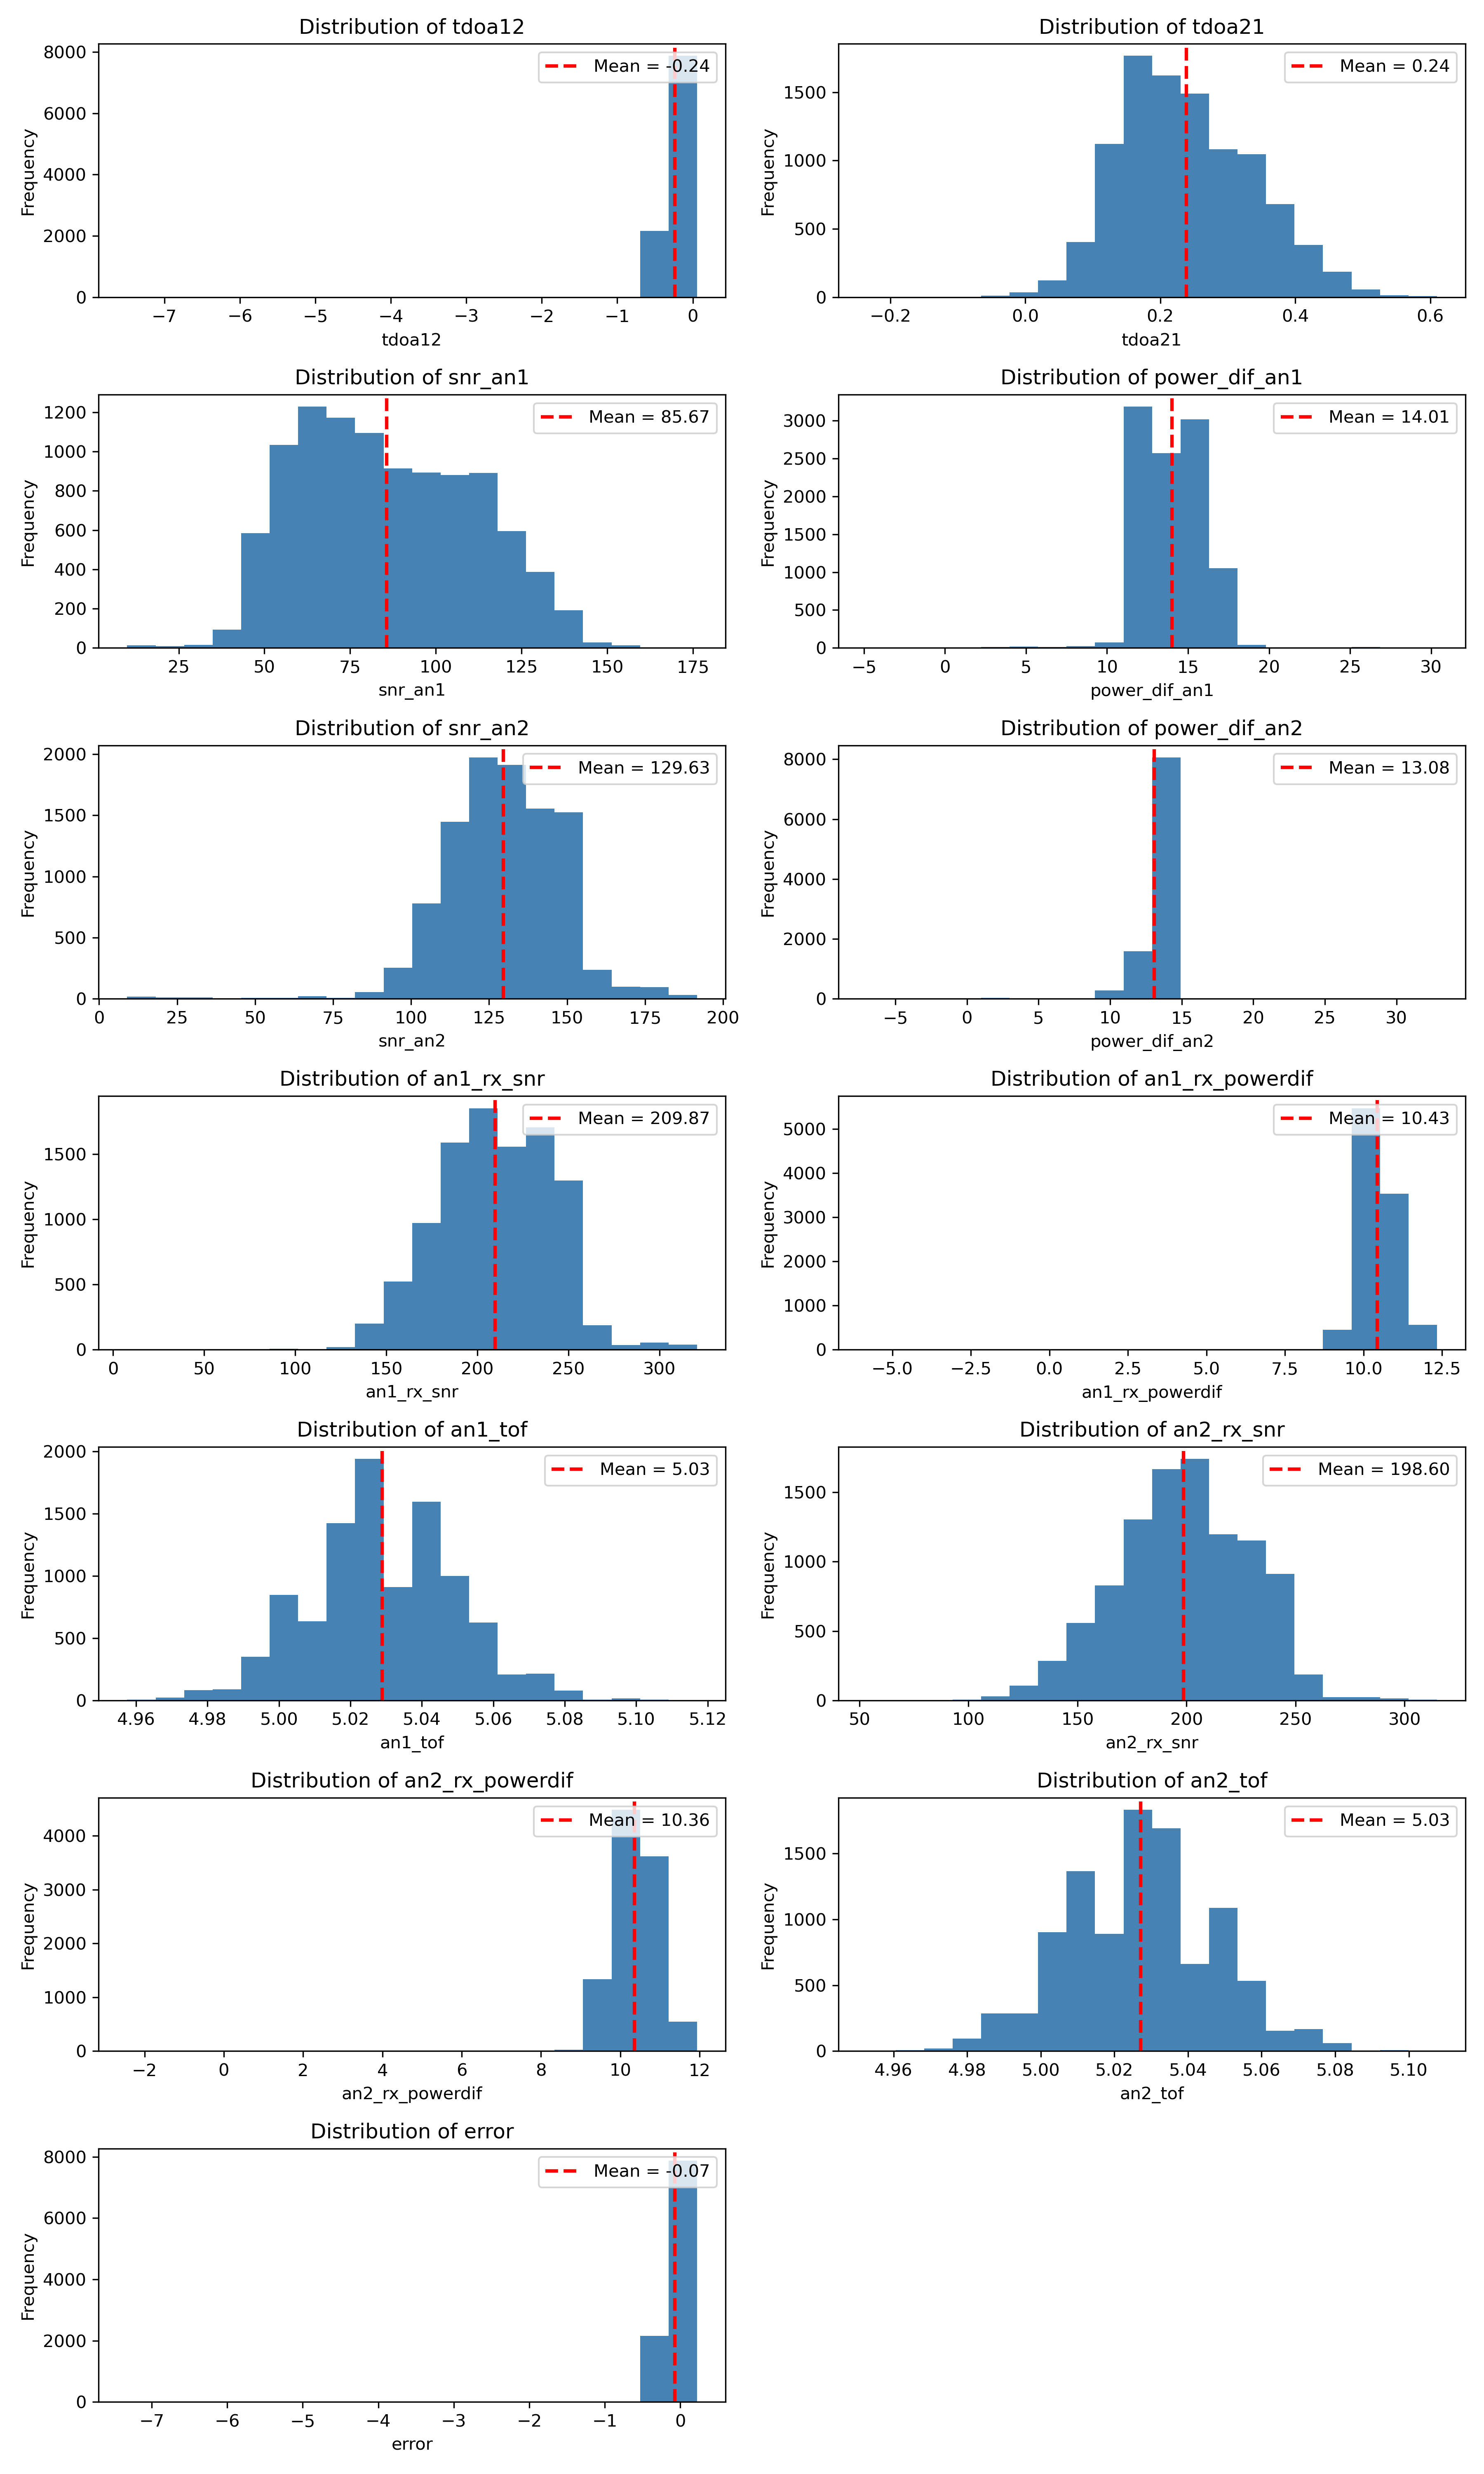 Distribution of tdoa12
Mean = -0.24
Frequency
8000
6000
4000
2000
0
−7 −6 −5 −4 −3 −2 −1 0
tdoa12
Distribution of tdoa21
Mean = 0.24
Frequency
1500
1000
500
0
−0.2 0.0 0.2 0.4 0.6
tdoa21
Distribution of snr_an1
Mean = 85.67
Frequency
1200
1000
800
600
400
200
0
25 50 75 100 125 150 175
snr_an1
Distribution of power_dif_an1
Mean = 14.01
Frequency
3000
2500
2000
1500
1000
500
0
−5 0 5 10 15 20 25 30
power_dif_an1
Distribution of snr_an2
Mean = 129.63
Frequency
2000
1500
1000
500
0
0 25 50 75 100 125 150 175 200
snr_an2
Distribution of power_dif_an2
Mean = 13.08
Frequency
8000
6000
4000
2000
0
−5 0 5 10 15 20 25 30
power_dif_an2
Distribution of an1_rx_snr
Mean = 209.87
Frequency
1500
1000
500
0
0 50 100 150 200 250 300
an1_rx_snr
Distribution of an1_rx_powerdif
Mean = 10.43
Frequency
5000
4000
3000
2000
1000
0
−5.0 −2.5 0.0 2.5 5.0 7.5 10.0 12.5
an1_rx_powerdif
Distribution of an1_tof
Mean = 5.03
Frequency
2000
1500
1000
500
0
4.96 4.98 5.00 5.02 5.04 5.06 5.08 5.10 5.12
an1_tof
Distribution of an2_rx_snr
Mean = 198.60
Frequency
1500
1000
500
0
50 100 150 200 250 300
an2_rx_snr
Distribution of an2_rx_powerdif
Mean = 10.36
Frequency
4000
3000
2000
1000
0
−2 0 2 4 6 8 10 12
an2_rx_powerdif
Distribution of an2_tof
Mean = 5.03
Frequency
1500
1000
500
0
4.96 4.98 5.00 5.02 5.04 5.06 5.08 5.10
an2_tof
Distribution of error
Mean = -0.07
Frequency
8000
6000
4000
2000
0
−7 −6 −5 −4 −3 −2 −1 0
error